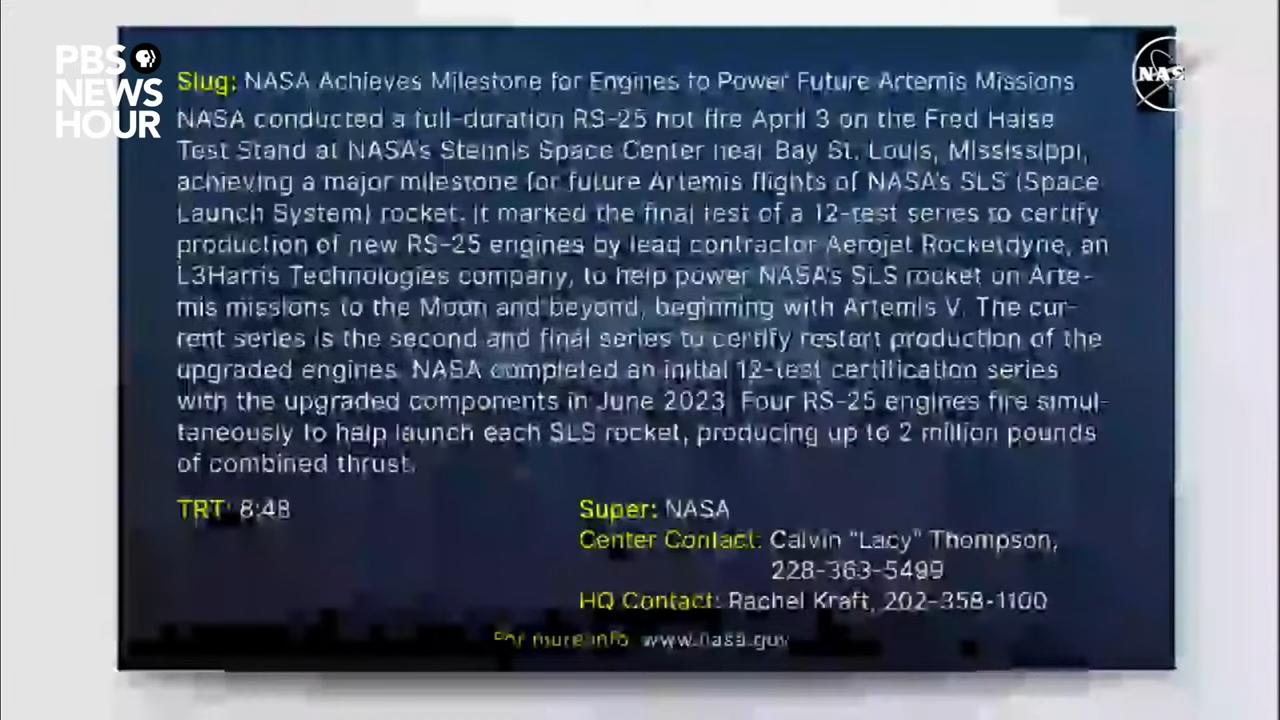 PBS
NEWS
HOUR
NASA
Slug: NASA Achieves Milestone for Engines to Power Future Artemis Missions
NASA conducted a full-duration RS-25 hot fire April 3 on the Fred Haise
Test Stand at NASA's Stennis Space Center near Bay St. Louis, Mississippi,
achieving a major milestone for future Artemis flights of NASA's SLS (Space
Launch System) rocket. It marked the final test of a 12-test series to certify
production of new RS-25 engines by lead contractor Aerojet Rocketdyne, an
L3Harris Technologies company, to help power NASA's SLS rocket on Arte-
mis missions to the Moon and beyond, beginning with Artemis V. The cur-
rent series is the second and final series to certify restart production of the
upgraded engines. NASA completed an initial 12-test certification series
with the upgraded components in June 2023. Four RS-25 engines fire simul-
taneously to help launch each SLS rocket, producing up to 2 million pounds
of combined thrust.
TRT: 8:48
Super: NASA
Center Contact: Calvin "Lacy" Thompson,
228-363-5499
HQ Contact: Rachel Kraft, 202-358-1100
For more info: www.nasa.gov